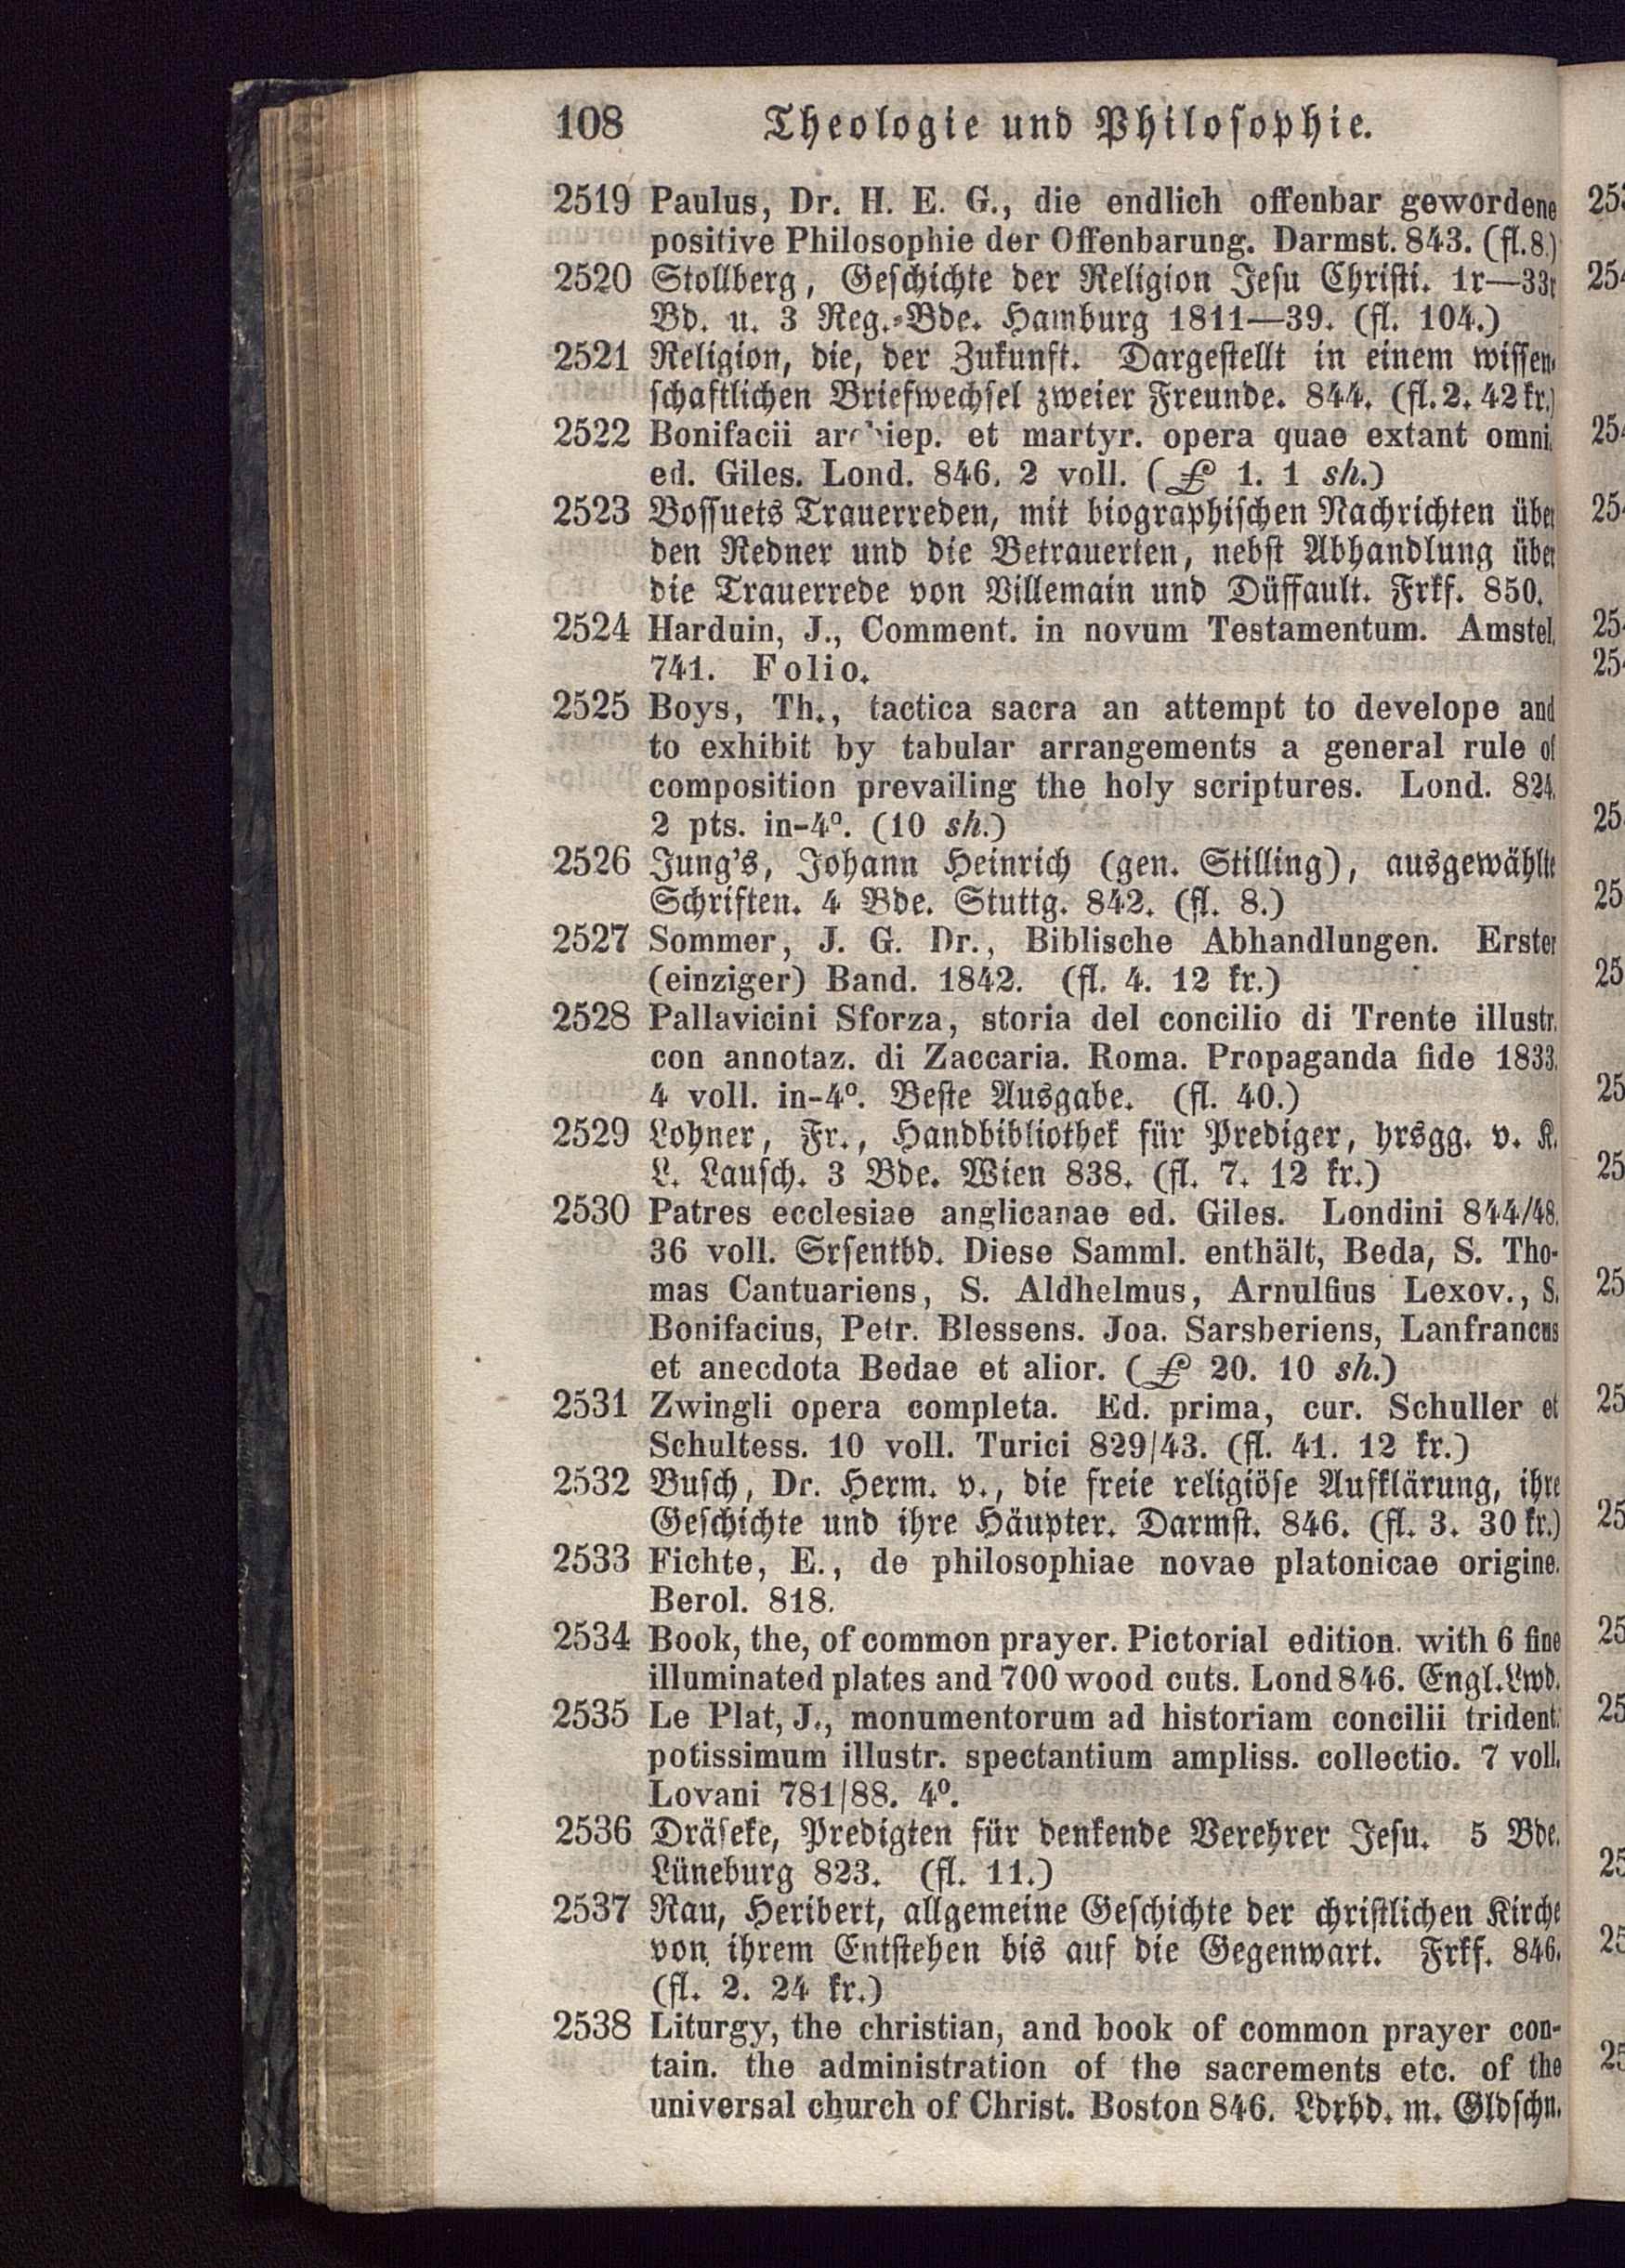 108 Theologie und Philosophie.
2519 Paulus, Dr. H. E. G., die endlich offenbar gewordene
positive Philosophie der Offenbarung. Darmst. 843. (fl. 8.)
2520 Stollberg, Geschichte der Religion Jesu Christi. 1r—33r
Bd. u. 3 Reg.-Bde. Hamburg 1811—39. (fl. 104.)
2521 Religion, die, der Zukunft. Dargestellt in einem wissen-
schaftlichen Briefwechsel zweier Freunde. 844. (fl. 2. 42 kr.)
2522 Bonifacii archiep. et martyr. opera quae extant omni.
ed. Giles. Lond. 846. 2 voll. (£ 1. 1 sh.)
2523 Bossuets Trauerreden, mit biographischen Nachrichten über
den Redner und die Betrauerten, nebst Abhandlung über
die Trauerrede von Villemain und Düffault. Frkf. 850.
2524 Harduin, J., Comment. in novum Testamentum. Amstel.
741. Folio.
2525 Boys, Th., tactica sacra an attempt to develope and
to exhibit by tabular arrangements a general rule of
composition prevailing the holy scriptures. Lond. 824.
2 pts. in-4º. (10 sh.)
2526 Jung's, Johann Heinrich (gen. Stilling), ausgewählte
Schriften. 4 Bde. Stuttg. 842. (fl. 8.)
2527 Sommer, J. G. Dr., Biblische Abhandlungen. Erster
(einziger) Band. 1842. (fl. 4. 12 kr.)
2528 Pallavicini Sforza, storia del concilio di Trente illustr.
con annotaz. di Zaccaria. Roma. Propaganda fide 1833.
4 voll. in-4º. Beste Ausgabe. (fl. 40.)
2529 Lohner, Fr., Handbibliothek für Prediger, hrsgg. v. K.
L. Lausch. 3 Bde. Wien 838. (fl. 7. 12 kr.)
2530 Patres ecclesiae anglicanae ed. Giles. Londini 844/48.
36 voll. Srsentbd. Diese Samml. enthält, Beda, S. Tho-
mas Cantuariens, S. Aldhelmus, Arnulfius Lexov., S.
Bonifacius, Petr. Blessens. Joa. Sarsberiens, Lanfrancus
et anecdota Bedae et alior. (£ 20. 10 sh.)
2531 Zwingli opera completa. Ed. prima, cur. Schuller et
Schultess. 10 voll. Turici 829/43. (fl. 41. 12 kr.)
2532 Busch, Dr. Herm. v., die freie religiöse Aufklärung, ihre
Geschichte und ihre Häupter. Darmst. 846. (fl. 3. 30 kr.)
2533 Fichte, E., de philosophiae novae platonicae origine.
Berol. 818.
2534 Book, the, of common prayer. Pictorial edition. with 6 fine
illuminated plates and 700 wood cuts. Lond 846. Engl. Lwd.
2535 Le Plat, J., monumentorum ad historiam concilii trident.
potissimum illustr. spectantium ampliss. collectio. 7 voll.
Lovani 781/88. 4º.
2536 Dräseke, Predigten für denkende Verehrer Jesu. 5 Bde.
Lüneburg 823. (fl. 11.)
2537 Rau, Heribert, allgemeine Geschichte der christlichen Kirche
von ihrem Entstehen bis auf die Gegenwart. Frkf. 846.
(fl. 2. 24 kr.)
2538 Liturgy, the christian, and book of common prayer con-
tain. the administration of the sacrements etc. of the
universal church of Christ. Boston 846. Ldrbd. m. Gldschn.